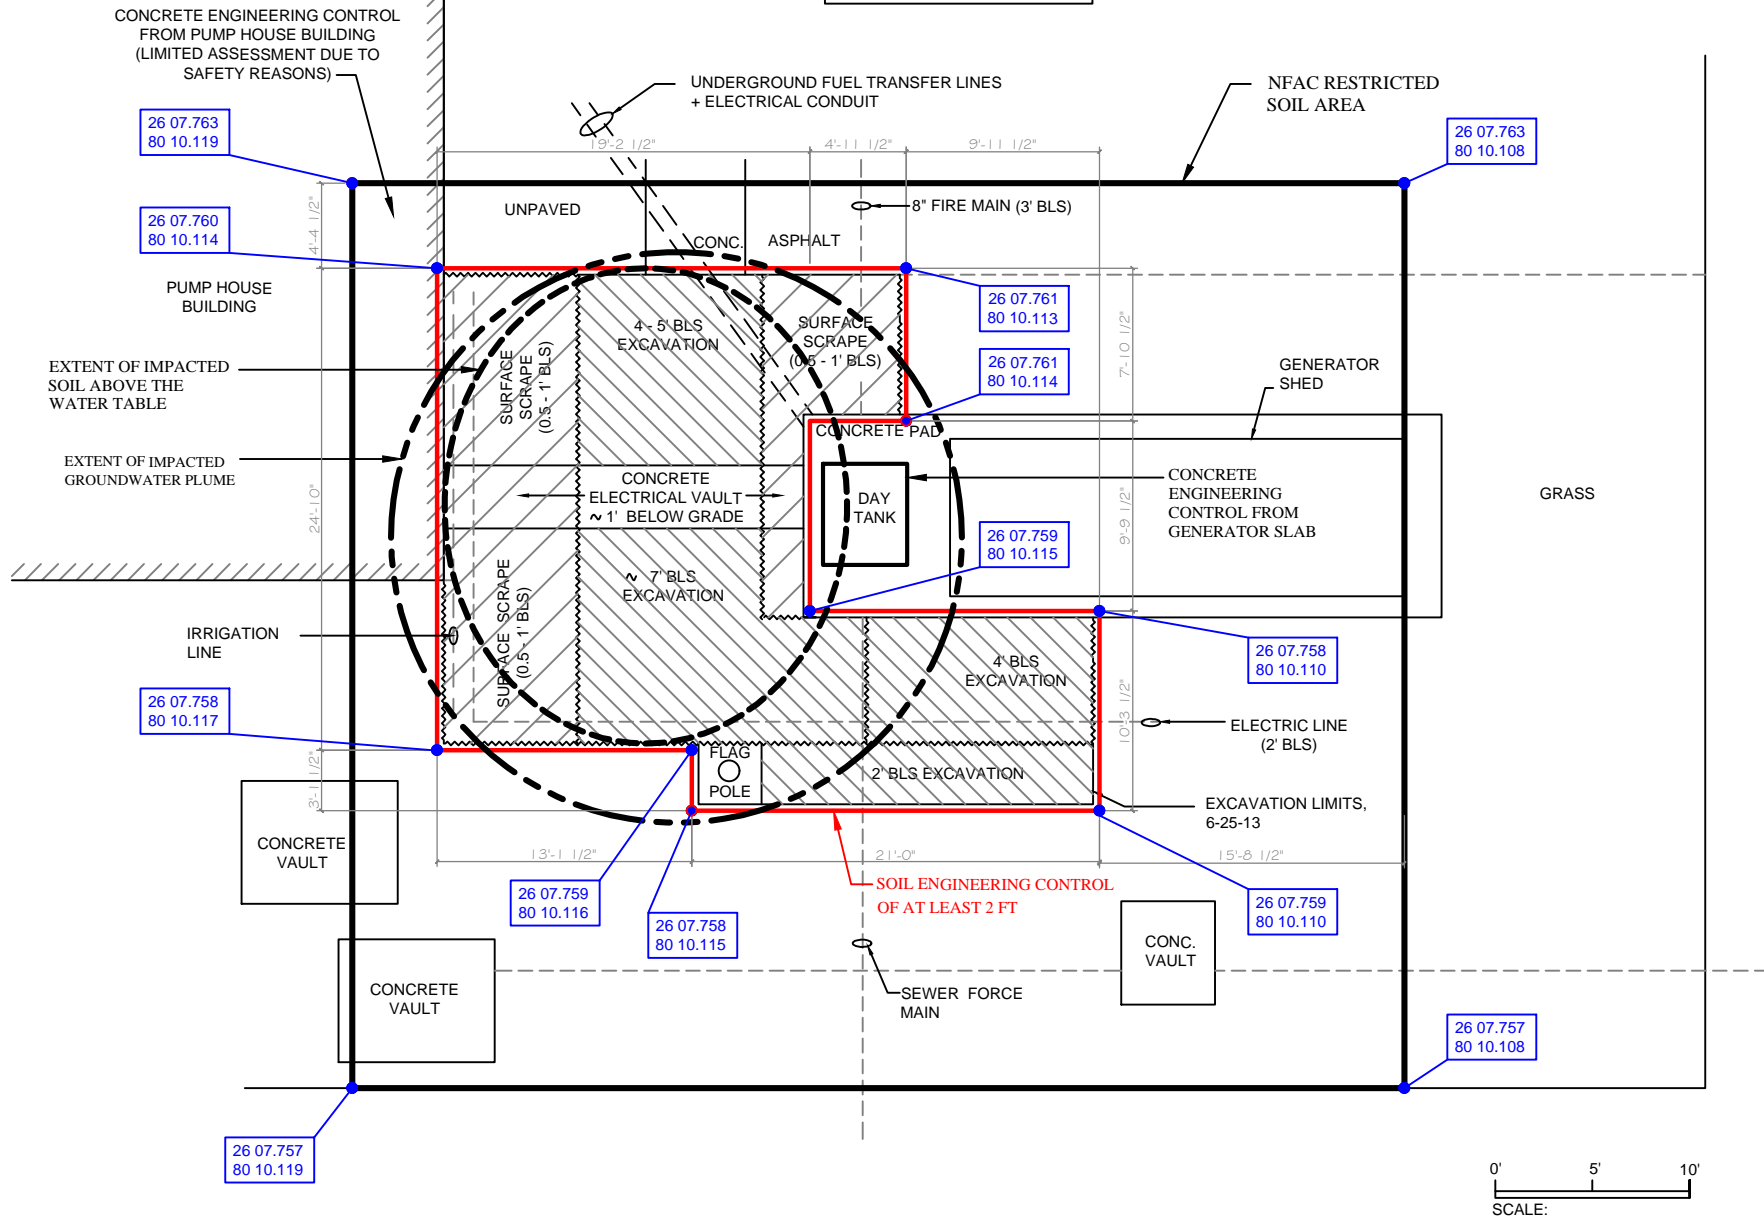 CONCRETE ENGINEERING CONTROL
FROM PUMP HOUSE BUILDING
(LIMITED ASSESSMENT DUE TO
SAFETY REASONS)
UNDERGROUND FUEL TRANSFER LINES
+ ELECTRICAL CONDUIT
NFAC RESTRICTED
SOIL AREA
26 07.763
80 10.119
26 07.763
80 10.108
19'-2 1/2"
4'-11 1/2"
9'-11 1/2"
4'-4 1/2"
UNPAVED
8" FIRE MAIN (3' BLS)
26 07.760
80 10.114
CONC.
ASPHALT
PUMP HOUSE
BUILDING
26 07.761
80 10.113
4 - 5' BLS
EXCAVATION
SURFACE
SCRAPE
(0.5 - 1' BLS)
SURFACE
SCRAPE
(0.5 - 1' BLS)
7'-10 1/2"
26 07.761
80 10.114
GENERATOR
SHED
EXTENT OF IMPACTED
SOIL ABOVE THE
WATER TABLE
CONCRETE PAD
EXTENT OF IMPACTED
GROUNDWATER PLUME
CONCRETE
ELECTRICAL VAULT
~ 1' BELOW GRADE
DAY
TANK
CONCRETE
ENGINEERING
CONTROL FROM
GENERATOR SLAB
GRASS
24'-10"
9'-9 1/2"
26 07.759
80 10.115
~ 7' BLS
EXCAVATION
SURFACE SCRAPE
(0.5 - 1' BLS)
IRRIGATION
LINE
4' BLS
EXCAVATION
26 07.758
80 10.110
26 07.758
80 10.117
10'-3 1/2"
ELECTRIC LINE
(2' BLS)
FLAG
POLE
2' BLS EXCAVATION
3'-1 1/2"
EXCAVATION LIMITS,
6-25-13
CONCRETE
VAULT
13'-1 1/2"
21'-0"
15'-8 1/2"
26 07.759
80 10.116
SOIL ENGINEERING CONTROL
OF AT LEAST 2 FT
26 07.759
80 10.110
26 07.758
80 10.115
CONC.
VAULT
CONCRETE
VAULT
SEWER FORCE
MAIN
26 07.757
80 10.108
26 07.757
80 10.119
0'
5'
10'
SCALE: